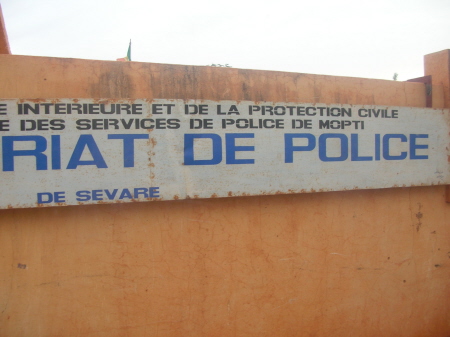 E INTERIEURE ET DE LA PROTECTION CIVILE
E DES SERVICES DE POLICE DE MOPTI
RIAT DE POLICE
DE SEVARE